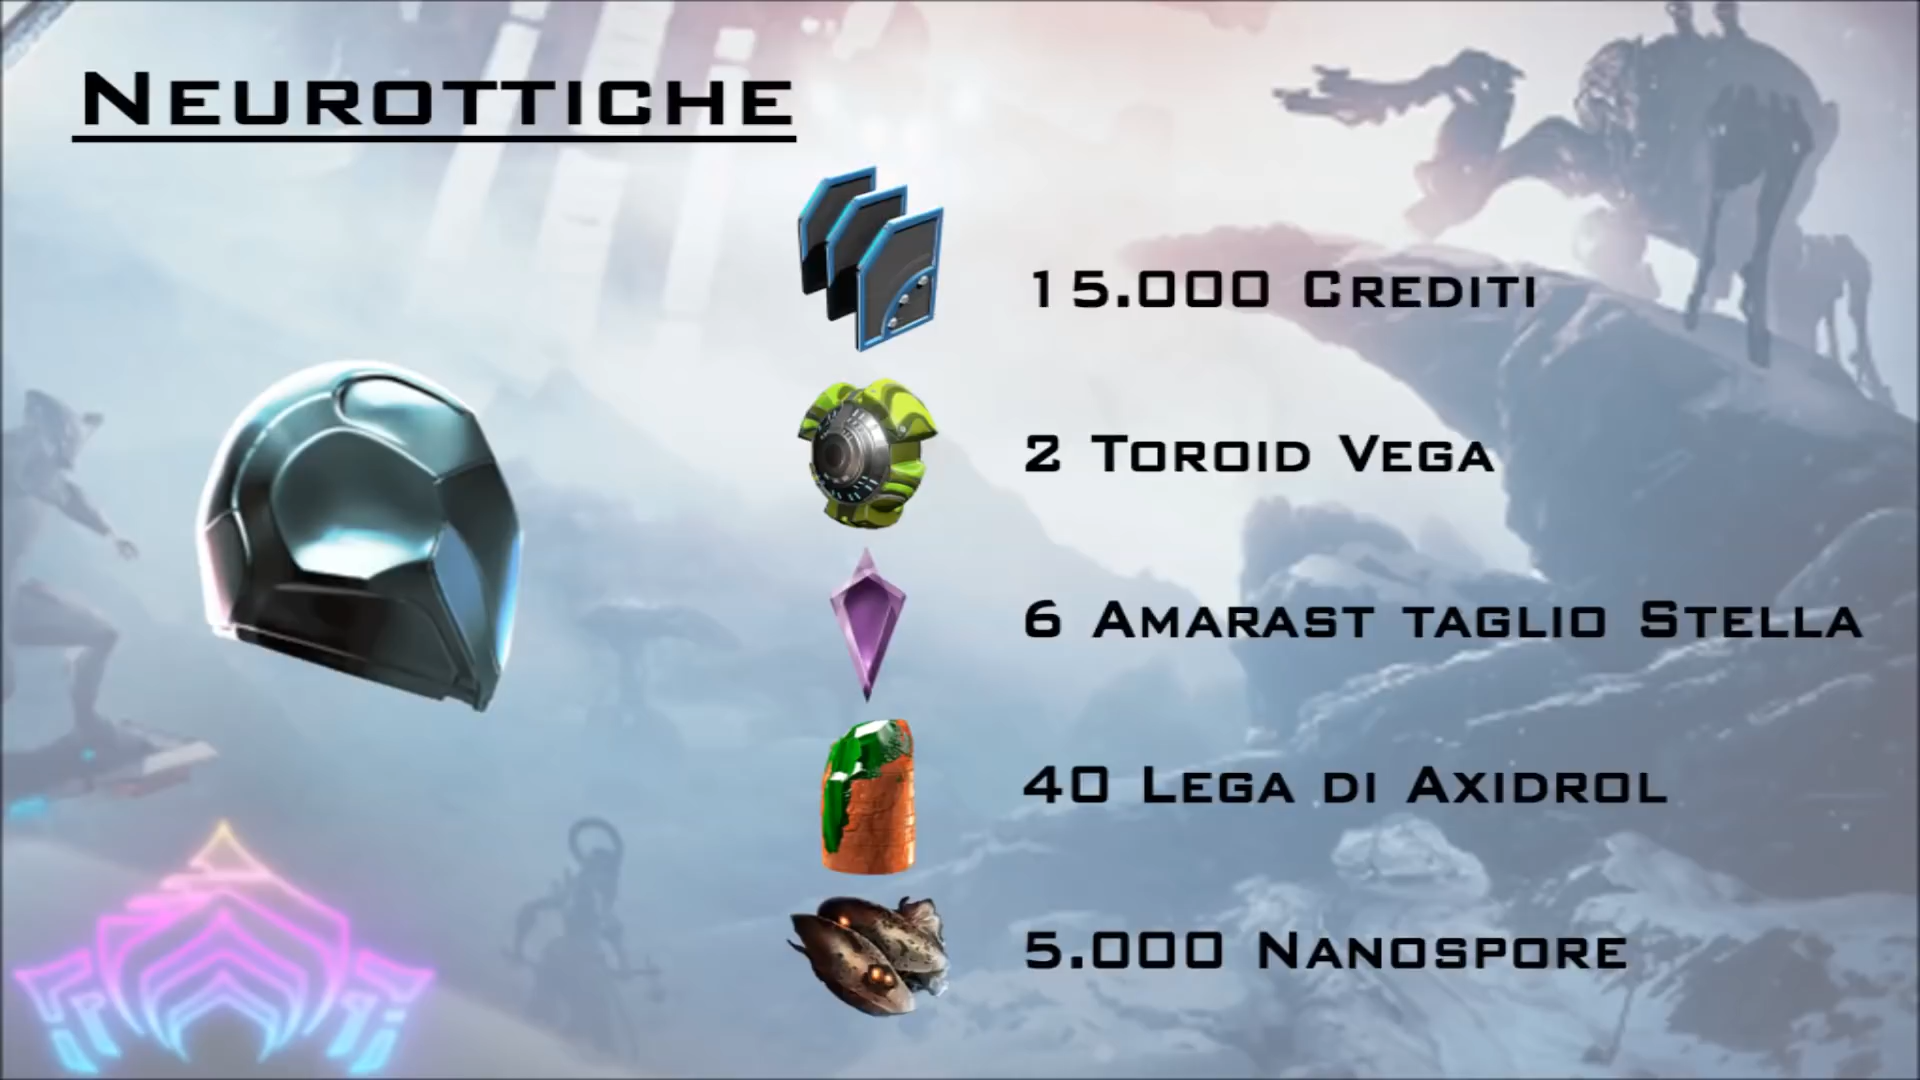 Neurottiche
15.000 Crediti
2 Toroid Vega
6 Amarast taglio Stella
40 Lega di Axidrol
5.000 Nanospore